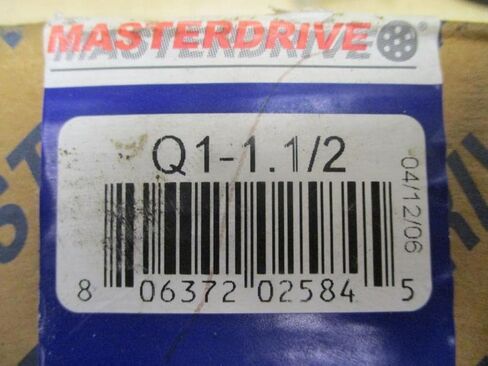 MASTERDRIVE®
Q1-1.1/2
04/12/06
8 06372 02584 5